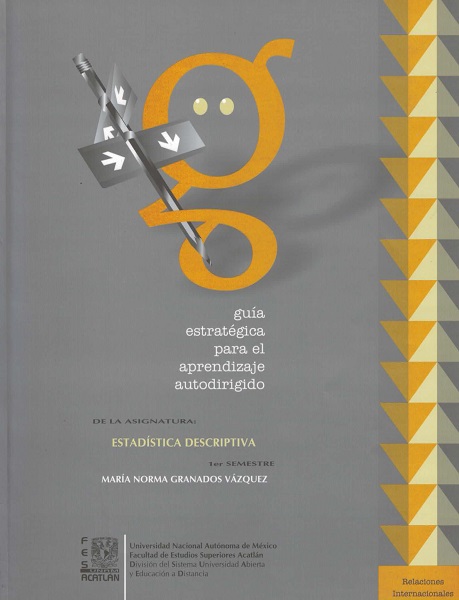 g
guía
estratégica
para el
aprendizaje
autodirigido
DE LA ASIGNATURA:
ESTADÍSTICA DESCRIPTIVA
1er SEMESTRE
MARÍA NORMA GRANADOS VÁZQUEZ
FES
ACATLÁN
Universidad Nacional Autónoma de México
Facultad de Estudios Superiores Acatlán
División del Sistema Universidad Abierta
y Educación a Distancia
Relaciones
Internacionales